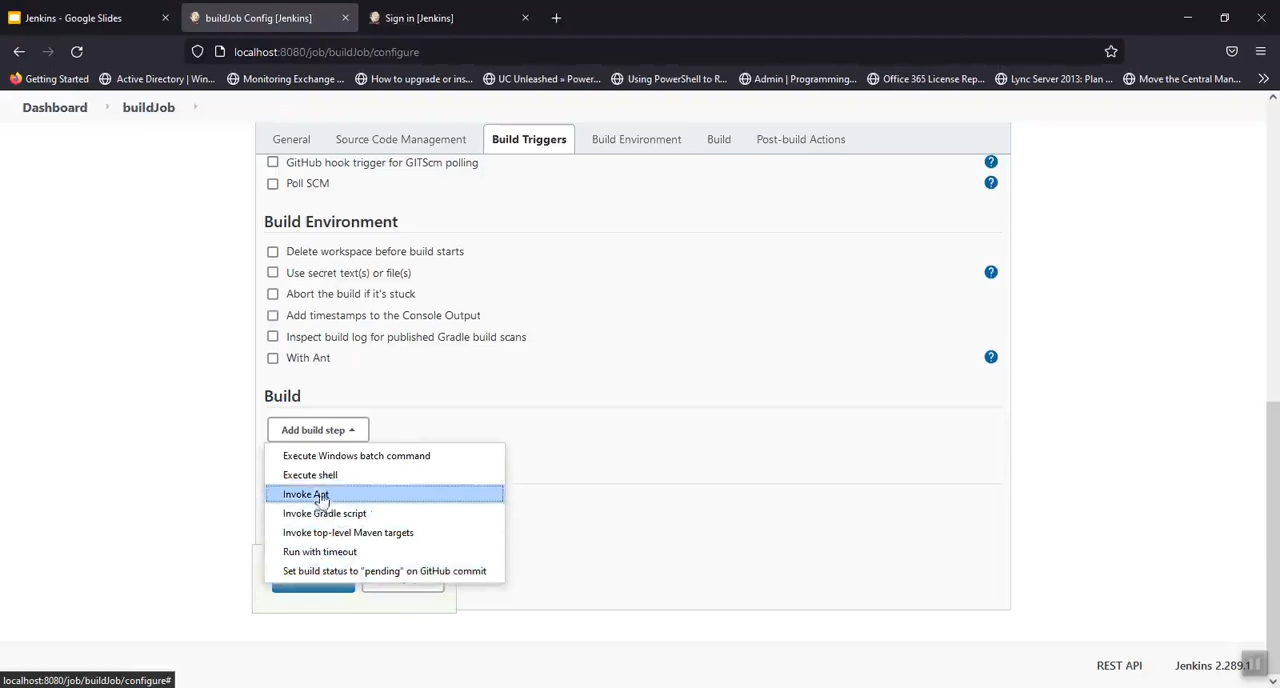 Jenkins - Google Slides
buildJob Config [Jenkins]
Sign in [Jenkins]
localhost:8080/job/buildJob/configure
Getting Started
Active Directory | Win...
Monitoring Exchange ...
How to upgrade or ins...
UC Unleashed » Power...
Using PowerShell to R...
Admin | Programming...
Office 365 License Rep...
Lync Server 2013: Plan ...
Move the Central Man...
Dashboard
buildJob
General
Source Code Management
Build Triggers
Build Environment
Build
Post-build Actions
GitHub hook trigger for GITScm polling
Poll SCM
Build Environment
Delete workspace before build starts
Use secret text(s) or file(s)
Abort the build if it's stuck
Add timestamps to the Console Output
Inspect build log for published Gradle build scans
With Ant
Build
Add build step
Execute Windows batch command
Execute shell
Invoke Ant
Invoke Gradle script
Invoke top-level Maven targets
Run with timeout
Set build status to "pending" on GitHub commit
REST API
Jenkins 2.289.1
localhost:8080/job/buildJob/configure#